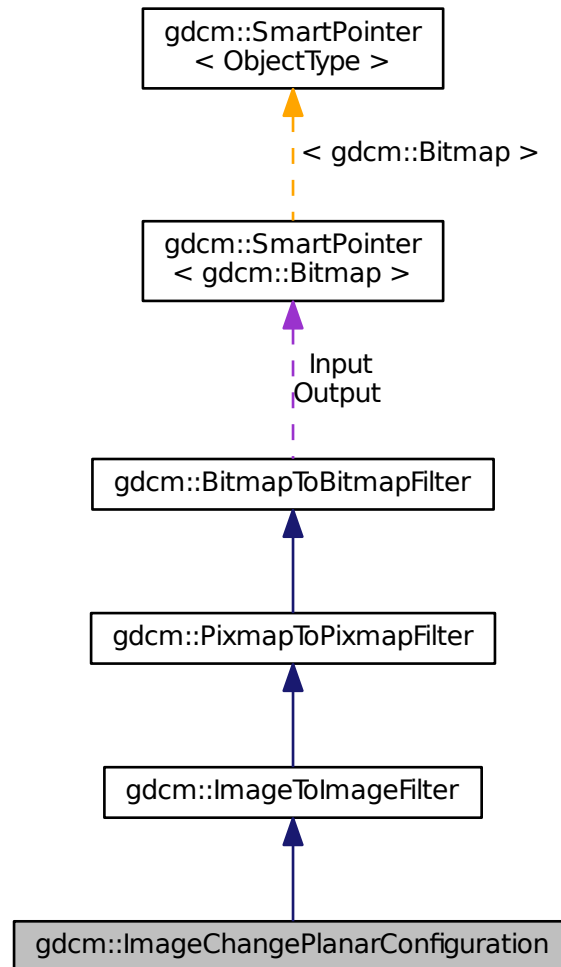 gdcm::SmartPointer
< ObjectType >
< gdcm::Bitmap >
gdcm::SmartPointer
< gdcm::Bitmap >
Input
Output
gdcm::BitmapToBitmapFilter
gdcm::PixmapToPixmapFilter
gdcm::ImageToImageFilter
gdcm::ImageChangePlanarConfiguration